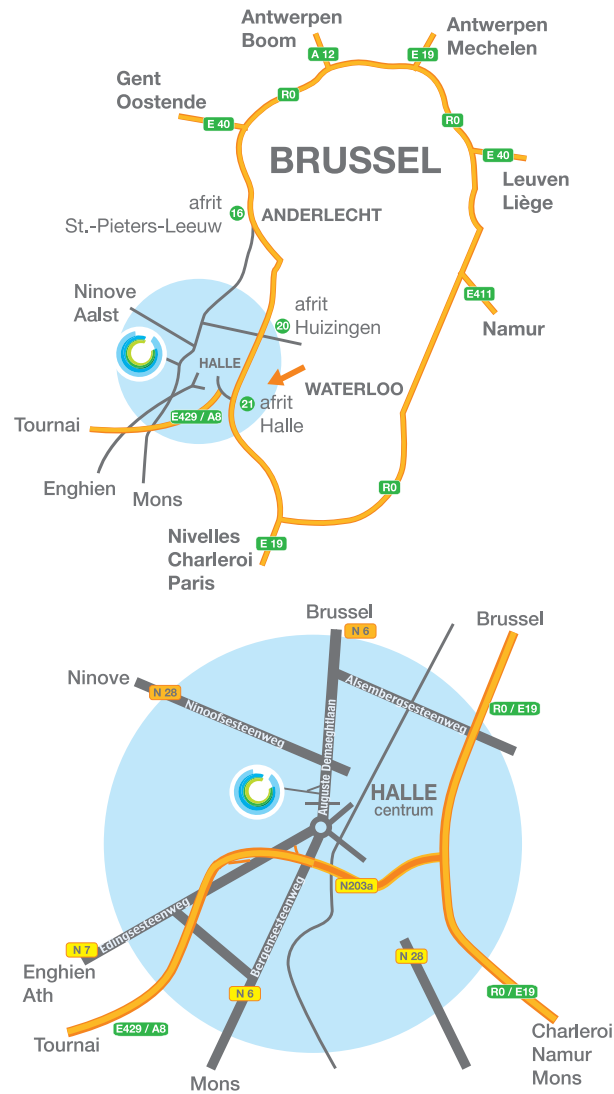 Antwerpen
Boom
Antwerpen
Mechelen
A 12
E 19
Gent
Oostende
R0
R0
E 40
BRUSSEL
E 40
Leuven
Liège
afrit
St.-Pieters-Leeuw
16
ANDERLECHT
E411
Namur
Ninove
Aalst
20
afrit
Huizingen
HALLE
WATERLOO
21
afrit
Halle
Tournai
E429 / A8
Enghien
Mons
R0
Nivelles
Charleroi
Paris
E 19
Brussel
N 6
Brussel
Ninove
N 28
Ninoofsesteenweg
Alsembergsesteenweg
R0 / E19
Auguste Demaeghtlaan
HALLE
centrum
N203a
Edingsesteenweg
Bergensesteenweg
N 7
Enghien
Ath
N 6
N 28
R0 / E19
E429 / A8
Tournai
Mons
Charleroi
Namur
Mons